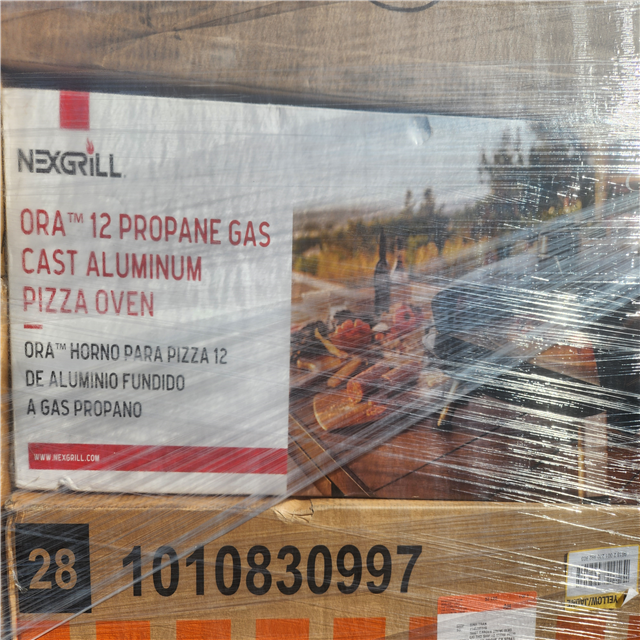 NEXGRILL
ORA™ 12 PROPANE GAS
CAST ALUMINUM
PIZZA OVEN
ORA™ HORNO PARA PIZZA 12
DE ALUMINIO FUNDIDO
A GAS PROPANO
WWW.NEXGRILL.COM
28
1010830997